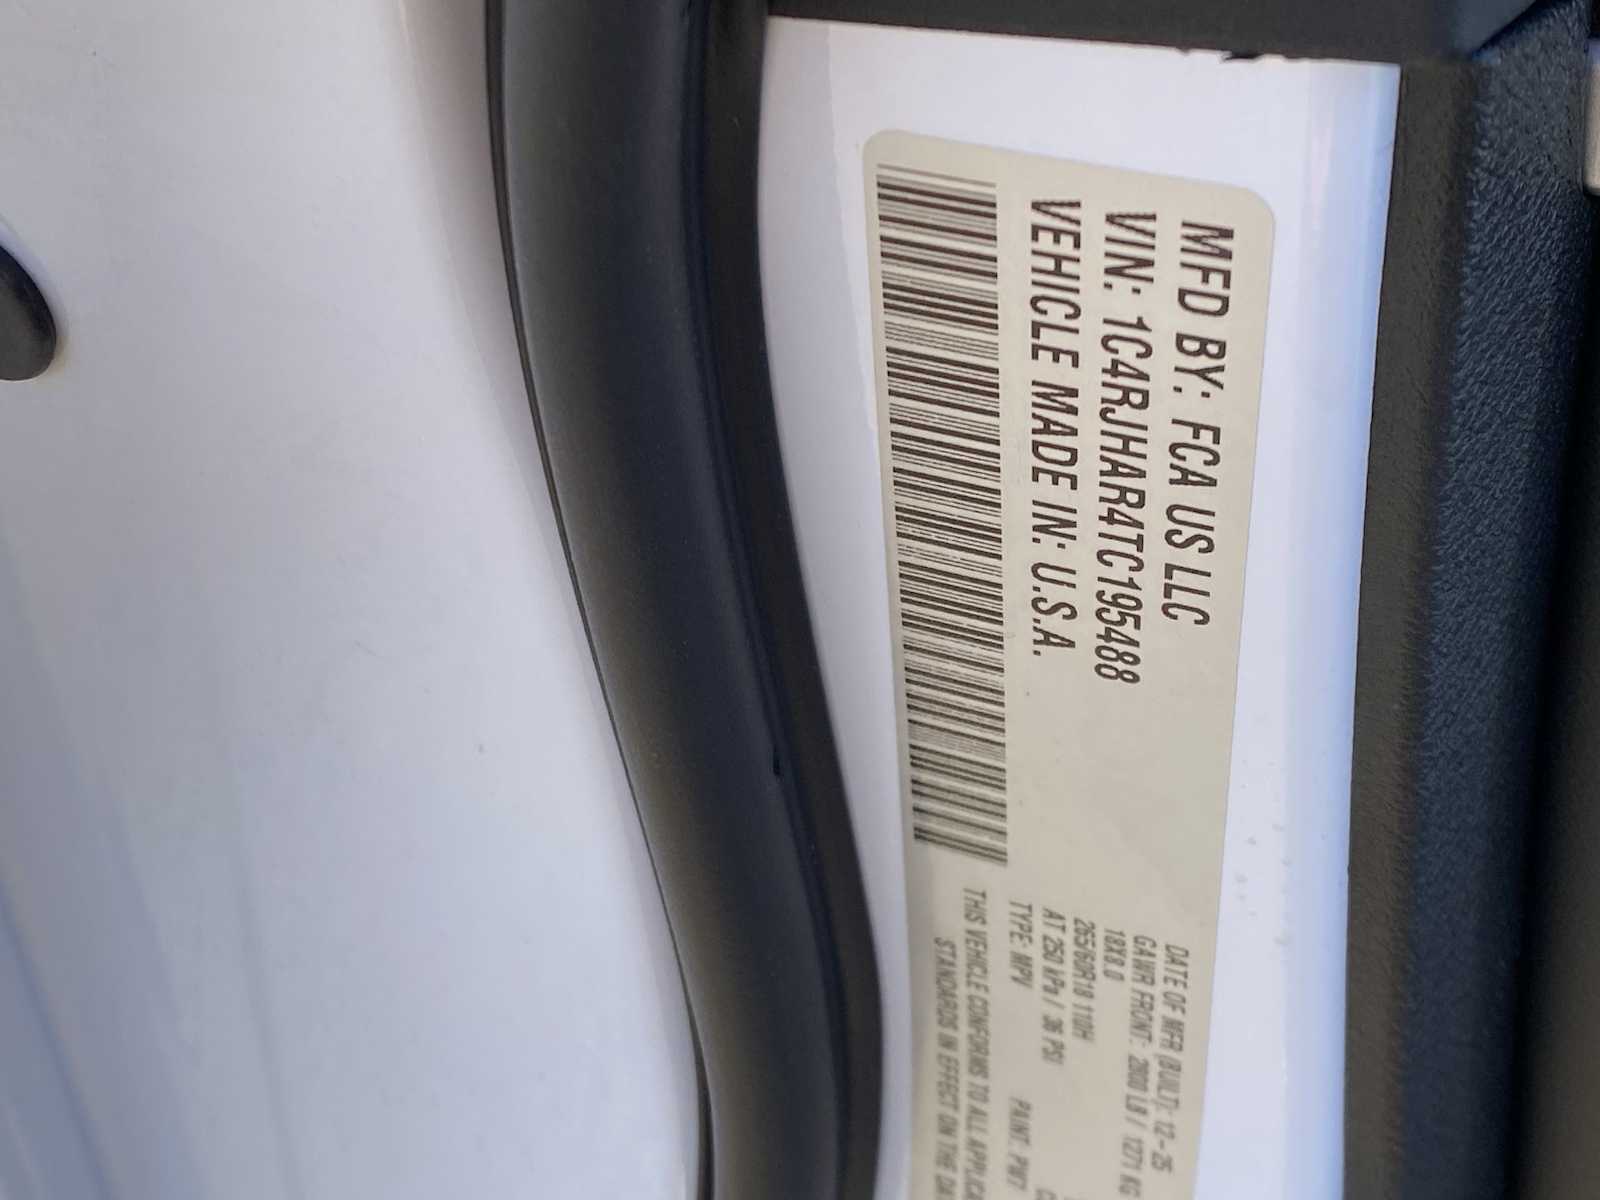 MFD BY: FCA US LLC
VIN: 1C4RJHAR4TC195488
VEHICLE MADE IN: U.S.A.
DATE OF MFR (BUILT): 12-25
GAWR FRONT: 2800 LB / 1271 KG
18X8.0
265/60R18 110H
AT 250 kPa / 36 PSI
TYPE: MPV PAINT: PW7
THIS VEHICLE CONFORMS TO ALL APPLICA
STANDARDS IN EFFECT ON THE DA